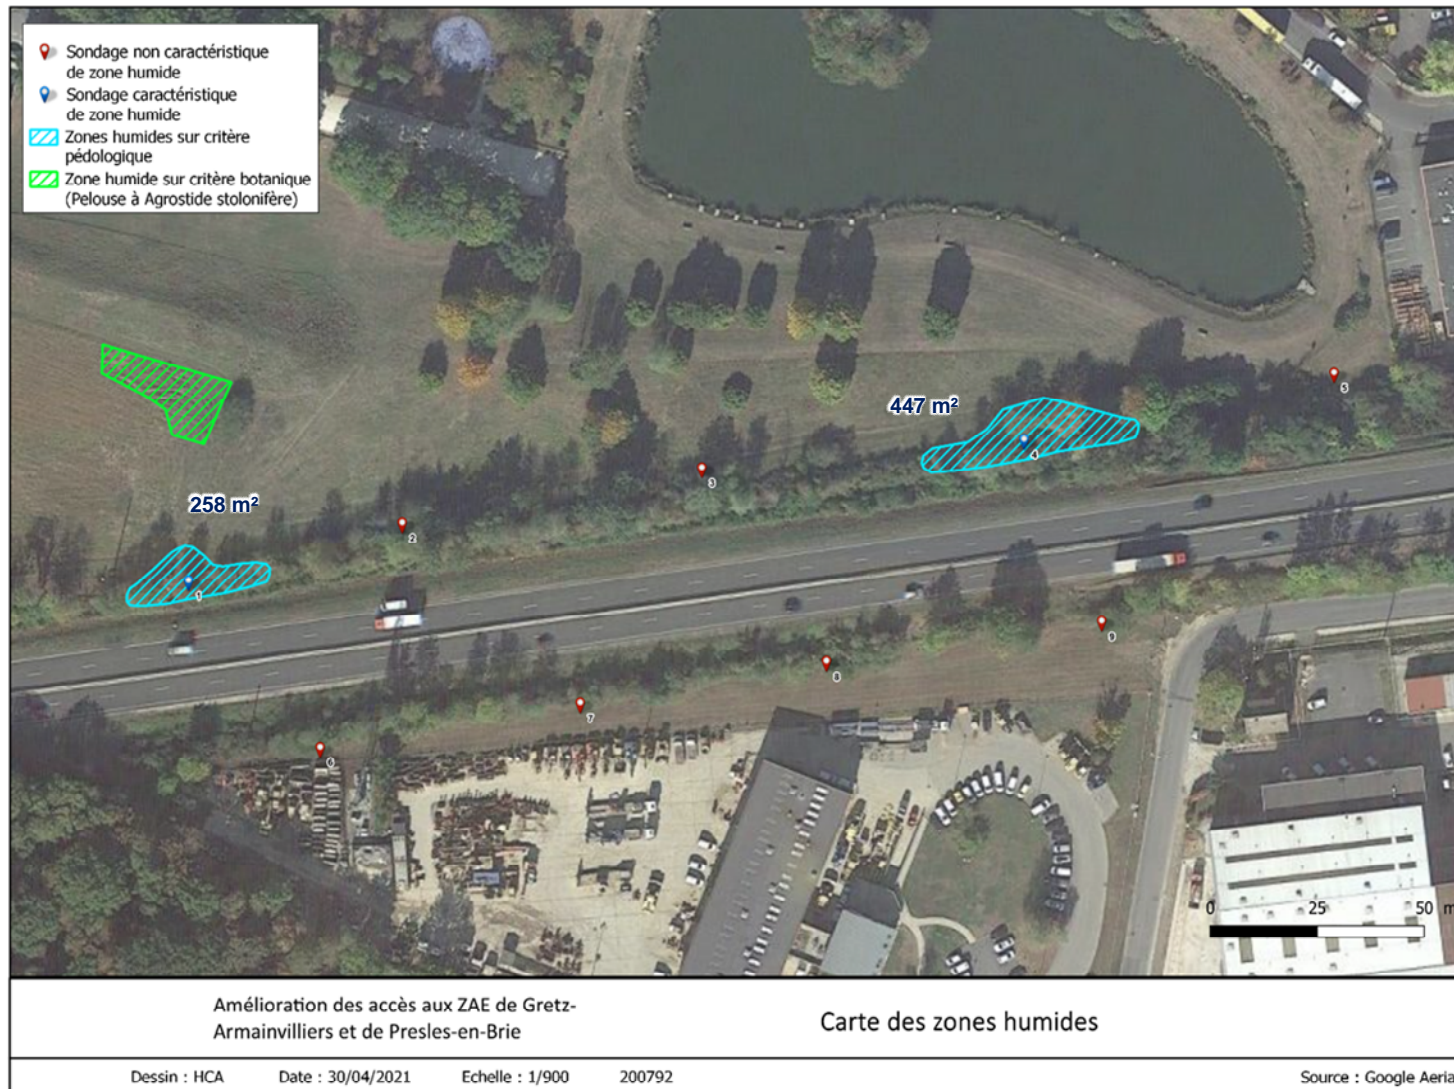 Sondage non caractéristique
de zone humide
Sondage caractéristique
de zone humide
Zones humides sur critère
pédologique
Zone humide sur critère botanique
(Pelouse à Agrostide stolonifère)
447 m²
5
4
3
258 m²
2
1
9
8
7
6
0 25 50 m
Amélioration des accès aux ZAE de Gretz-
Armainvilliers et de Presles-en-Brie
Carte des zones humides
Dessin : HCA Date : 30/04/2021 Echelle : 1/900 200792 Source : Google Aeria